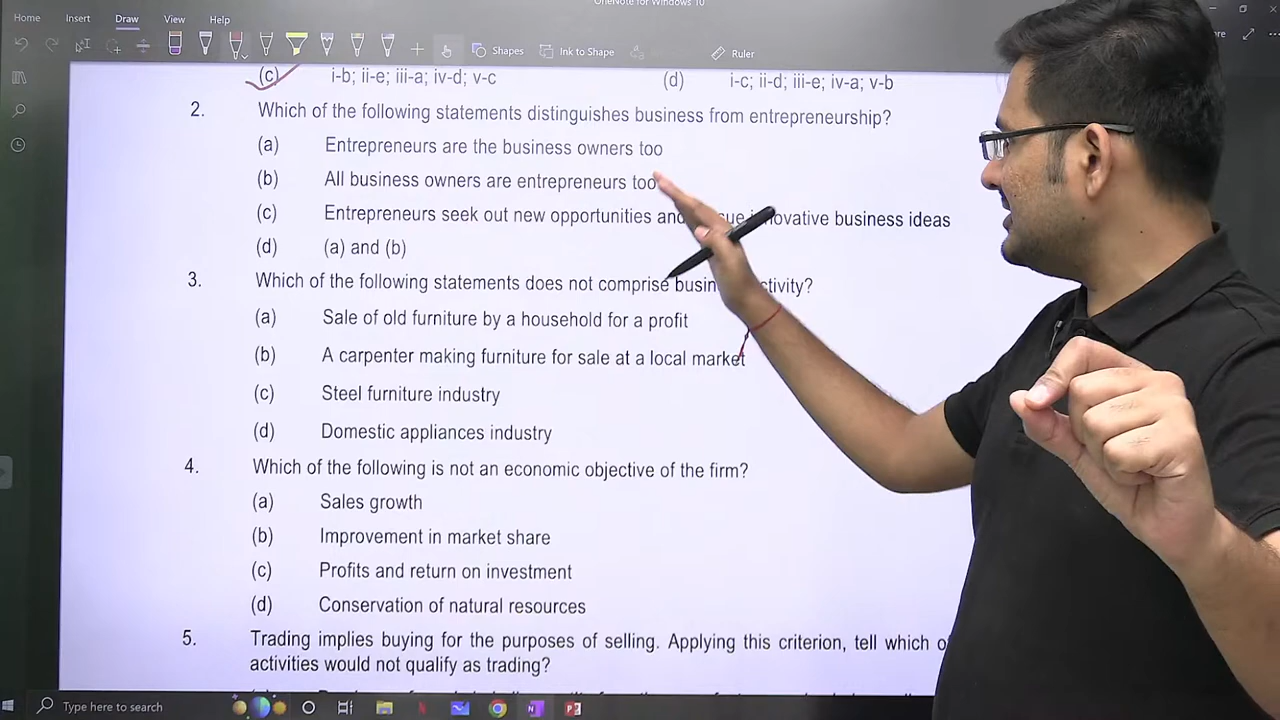 OneNote for Windows 10
Home Insert Draw View Help
Shapes Ink to Shape Ruler
(c) i-b; ii-e; iii-a; iv-d; v-c (d) i-c; ii-d; iii-e; iv-a; v-b
2. Which of the following statements distinguishes business from entrepreneurship?
(a) Entrepreneurs are the business owners too
(b) All business owners are entrepreneurs too
(c) Entrepreneurs seek out new opportunities and business ideas
(d) (a) and (b)
3. Which of the following statements does not comprise
(a) Sale of old furniture by a household for a profit
(b) A carpenter making furniture for sale at a local market
(c) Steel furniture industry
(d) Domestic appliances industry
4. Which of the following is not an economic objective of the firm?
(a) Sales growth
(b) Improvement in market share
(c) Profits and return on investment
(d) Conservation of natural resources
5. Trading implies buying for the purposes of selling. Applying this criterion, tell which
activities would not qualify as trading?
Type here to search